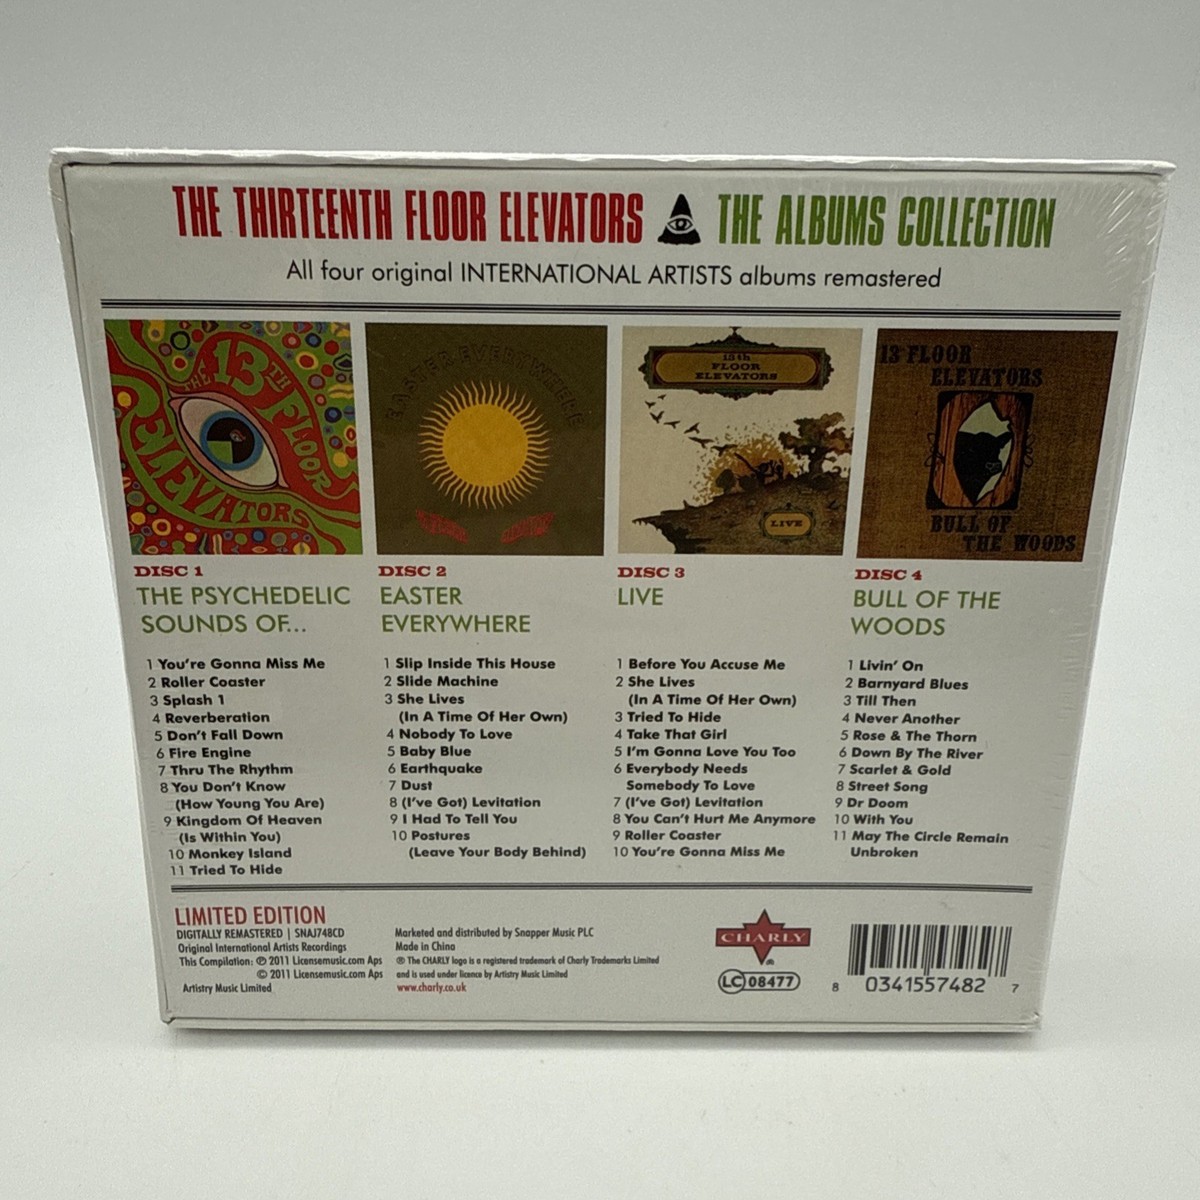 THE THIRTEENTH FLOOR ELEVATORS THE ALBUMS COLLECTION
All four original INTERNATIONAL ARTISTS albums remastered
THE 13TH FLOOR ELEVATORS
EASTER EVERYWHERE
13th
FLOOR
ELEVATORS
LIVE
13 FLOOR
ELEVATORS
BULL OF
THE WOODS
DISC 1
THE PSYCHEDELIC
SOUNDS OF...
1 You're Gonna Miss Me
2 Roller Coaster
3 Splash 1
4 Reverberation
5 Don't Fall Down
6 Fire Engine
7 Thru The Rhythm
8 You Don't Know
(How Young You Are)
9 Kingdom Of Heaven
(Is Within You)
10 Monkey Island
11 Tried To Hide
DISC 2
EASTER
EVERYWHERE
1 Slip Inside This House
2 Slide Machine
3 She Lives
(In A Time Of Her Own)
4 Nobody To Love
5 Baby Blue
6 Earthquake
7 Dust
8 (I've Got) Levitation
9 I Had To Tell You
10 Postures
(Leave Your Body Behind)
DISC 3
LIVE
1 Before You Accuse Me
2 She Lives
(In A Time Of Her Own)
3 Tried To Hide
4 Take That Girl
5 I'm Gonna Love You Too
6 Everybody Needs
Somebody To Love
7 (I've Got) Levitation
8 You Can't Hurt Me Anymore
9 Roller Coaster
10 You're Gonna Miss Me
DISC 4
BULL OF THE
WOODS
1 Livin' On
2 Barnyard Blues
3 Till Then
4 Never Another
5 Rose & The Thorn
6 Down By The River
7 Scarlet & Gold
8 Street Song
9 Dr Doom
10 With You
11 May The Circle Remain
Unbroken
LIMITED EDITION
DIGITALLY REMASTERED | SNAJ748CD
Original International Artists Recordings
This Compilation: ℗ 2011 Licensemusic.com Aps
© 2011 Licensemusic.com Aps
Artistry Music Limited
Marketed and distributed by Snapper Music PLC
Made in China
® The CHARLY logo is a registered trademark of Charly Trademarks Limited
and is used under licence by Artistry Music Limited
www.charly.co.uk
CHARLY
®
LC 08477
8 0341557482 7